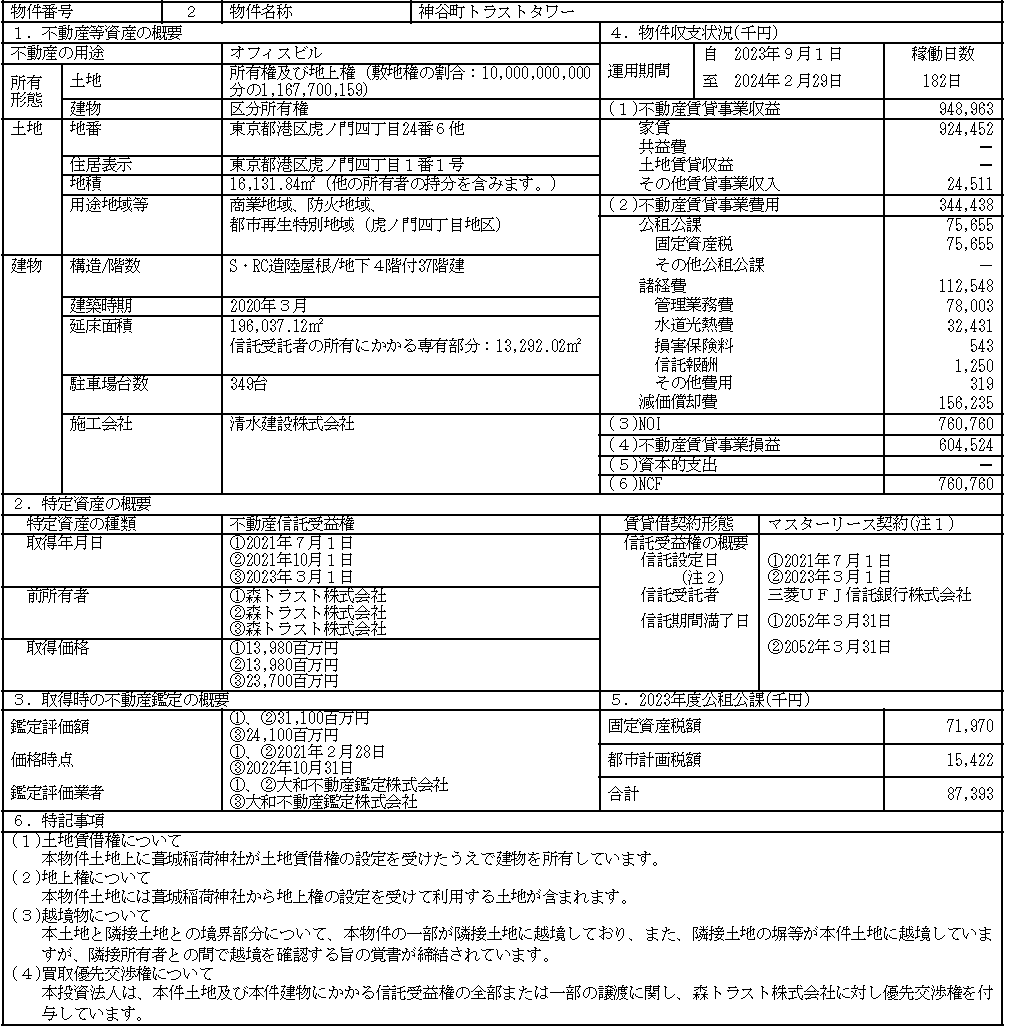 物件番号 2 物件名称 神谷町トラストタワー
1．不動産等資産の概要
不動産の用途 オフィスビル
所有形態 土地 所有権及び地上権（敷地権の割合：10,000,000,000
分の1,167,700,159)
建物 区分所有権
土地 地番 東京都港区虎ノ門四丁目24番6他
住居表示 東京都港区虎ノ門四丁目1番1号
地積 16,131.84㎡（他の所有者の持分を含みます。）
用途地域等 商業地域、防火地域、
都市再生特別地域（虎ノ門四丁目地区）
建物 構造/階数 S・RC造陸屋根/地下4階付37階建
建築時期 2020年3月
延床面積 196,037.12㎡
信託受託者の所有にかかる専有部分：13,292.02㎡
駐車場台数 349台
施工会社 清水建設株式会社
4．物件収支状況(千円)
運用期間 自 2023年9月1日 稼働日数
至 2024年2月29日 182日
(1)不動産賃貸事業収益 948,963
家賃 924,452
共益費 －
土地賃貸収益 －
その他賃貸事業収入 24,511
(2)不動産賃貸事業費用 344,438
公租公課 75,655
固定資産税 75,655
その他公租公課 －
諸経費 112,548
管理業務費 78,003
水道光熱費 32,431
損害保険料 543
信託報酬 1,250
その他費用 319
減価償却費 156,235
(3)NOI 760,760
(4)不動産賃貸事業損益 604,524
(5)資本的支出 －
(6)NCF 760,760
2．特定資産の概要
特定資産の種類 不動産信託受益権
取得年月日 ①2021年7月1日
②2021年10月1日
③2023年3月1日
前所有者 ①森トラスト株式会社
②森トラスト株式会社
③森トラスト株式会社
取得価格 ①13,980百万円
②13,980百万円
③23,700百万円
賃貸借契約形態 マスターリース契約(注1)
信託受益権の概要
信託設定日 ①2021年7月1日
(注2) ②2023年3月1日
信託受託者 三菱ＵＦＪ信託銀行株式会社
信託期間満了日 ①2052年3月31日
②2052年3月31日
3．取得時の不動産鑑定の概要
鑑定評価額 ①、②31,100百万円
③24,100百万円
価格時点 ①、②2021年2月28日
③2022年10月31日
鑑定評価業者 ①、②大和不動産鑑定株式会社
③大和不動産鑑定株式会社
5．2023年度公租公課(千円)
固定資産税額 71,970
都市計画税額 15,422
合計 87,393
6．特記事項
(1)土地賃借権について
本物件土地上に葺城稲荷神社が土地賃借権の設定を受けたうえで建物を所有しています。
(2)地上権について
本物件土地には葺城稲荷神社から地上権の設定を受けて利用する土地が含まれます。
(3)越境物について
本土地と隣接土地との境界部分について、本物件の一部が隣接土地に越境しており、また、隣接土地の塀等が本件土地に越境していま
すが、隣接所有者との間で越境を確認する旨の覚書が締結されています。
(4)買取優先交渉権について
本投資法人は、本件土地及び本件建物にかかる信託受益権の全部または一部の譲渡に関し、森トラスト株式会社に対し優先交渉権を付
与しています。